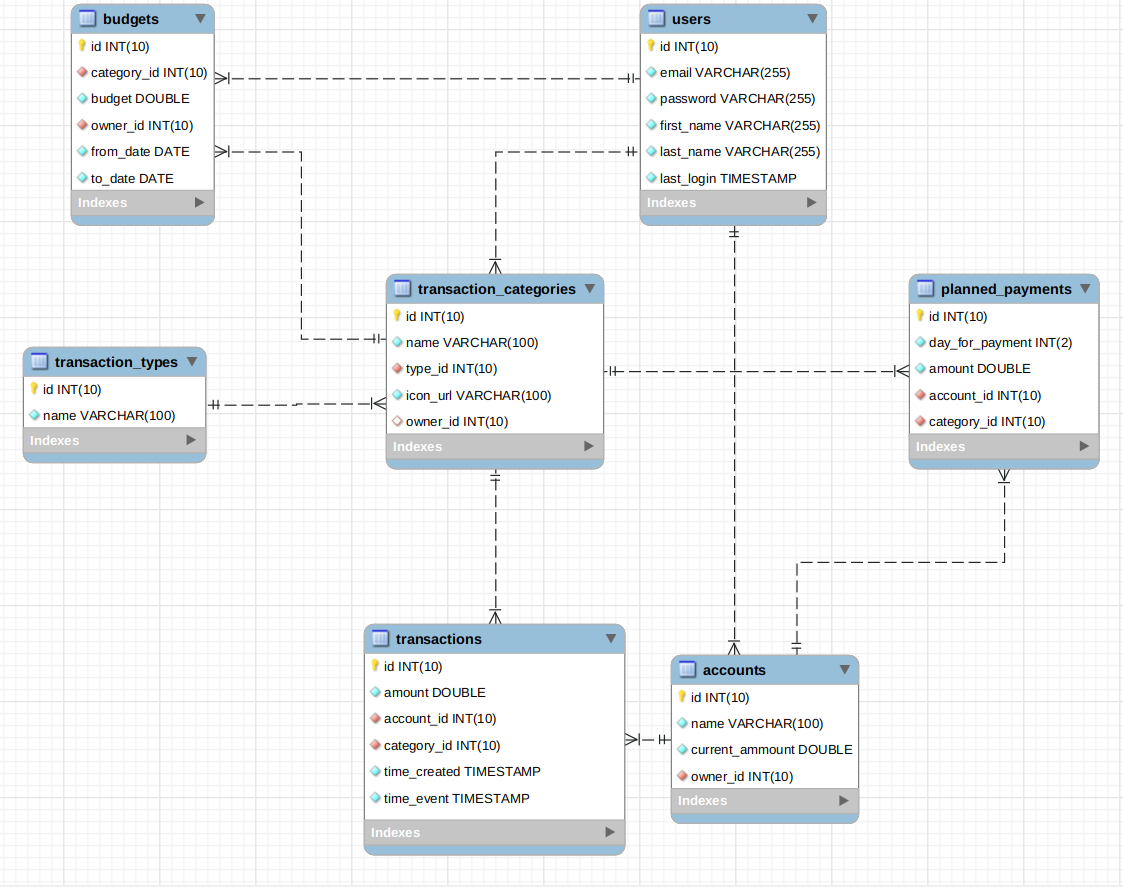 budgets
id INT(10)
category_id INT(10)
budget DOUBLE
owner_id INT(10)
from_date DATE
to_date DATE
Indexes
users
id INT(10)
email VARCHAR(255)
password VARCHAR(255)
first_name VARCHAR(255)
last_name VARCHAR(255)
last_login TIMESTAMP
Indexes
transaction_categories
id INT(10)
name VARCHAR(100)
type_id INT(10)
icon_url VARCHAR(100)
owner_id INT(10)
Indexes
planned_payments
id INT(10)
day_for_payment INT(2)
amount DOUBLE
account_id INT(10)
category_id INT(10)
Indexes
transaction_types
id INT(10)
name VARCHAR(100)
Indexes
transactions
id INT(10)
amount DOUBLE
account_id INT(10)
category_id INT(10)
time_created TIMESTAMP
time_event TIMESTAMP
Indexes
accounts
id INT(10)
name VARCHAR(100)
current_ammount DOUBLE
owner_id INT(10)
Indexes